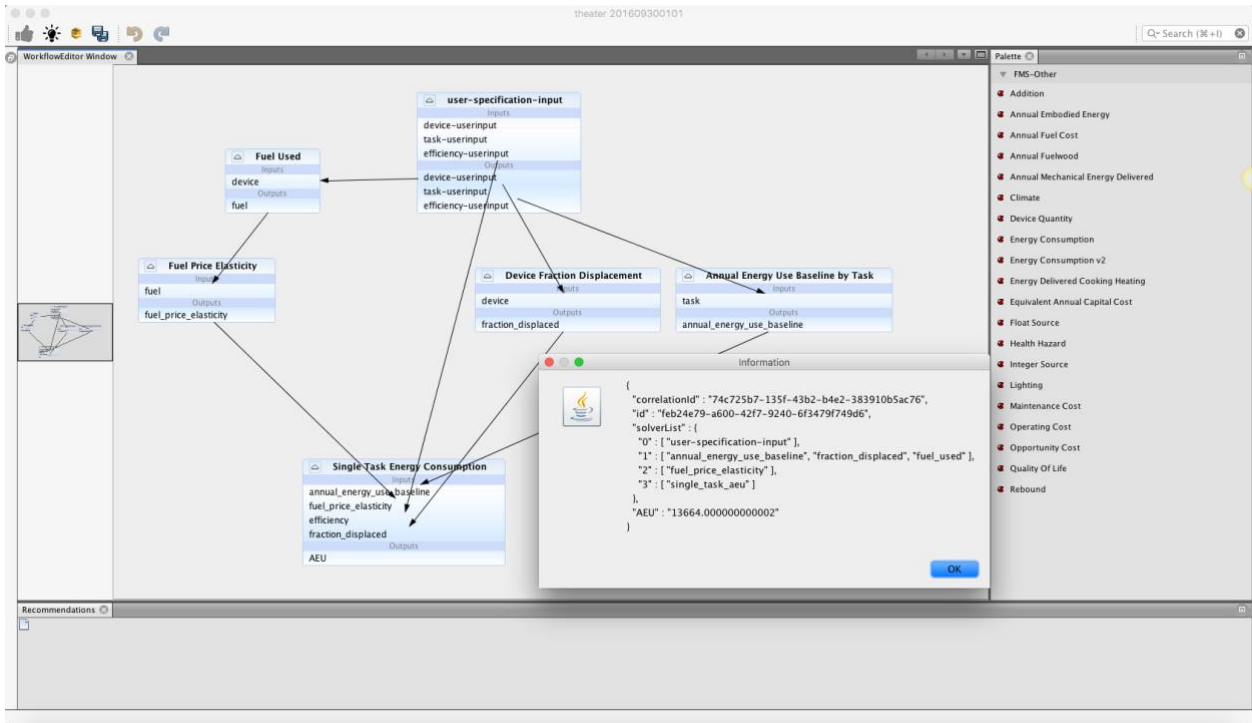 theater 201609300101
Search (⌘+I)
WorkflowEditor Window
user-specification-input
Inputs
device-userinput
task-userinput
efficiency-userinput
Outputs
device-userinput
task-userinput
efficiency-userinput
Fuel Used
Inputs
device
Outputs
fuel
Fuel Price Elasticity
Inputs
fuel
Outputs
fuel_price_elasticity
Device Fraction Displacement
Inputs
device
Outputs
fraction_displaced
Annual Energy Use Baseline by Task
Inputs
task
Outputs
annual_energy_use_baseline
Single Task Energy Consumption
Inputs
annual_energy_use_baseline
fuel_price_elasticity
efficiency
fraction_displaced
Outputs
AEU
Information
{
"correlationId" : "74c725b7-135f-43b2-b4e2-383910b5ac76",
"id" : "feb24e79-a600-42f7-9240-6f3479f749d6",
"solverList" : {
"0" : [ "user-specification-input" ],
"1" : [ "annual_energy_use_baseline", "fraction_displaced", "fuel_used" ],
"2" : [ "fuel_price_elasticity" ],
"3" : [ "single_task_aeu" ]
},
"AEU" : "13664.000000000002"
}
OK
Palette
FMS-Other
Addition
Annual Embodied Energy
Annual Fuel Cost
Annual Fuelwood
Annual Mechanical Energy Delivered
Climate
Device Quantity
Energy Consumption
Energy Consumption v2
Energy Delivered Cooking Heating
Equivalent Annual Capital Cost
Float Source
Health Hazard
Integer Source
Lighting
Maintenance Cost
Operating Cost
Opportunity Cost
Quality Of Life
Rebound
Recommendations